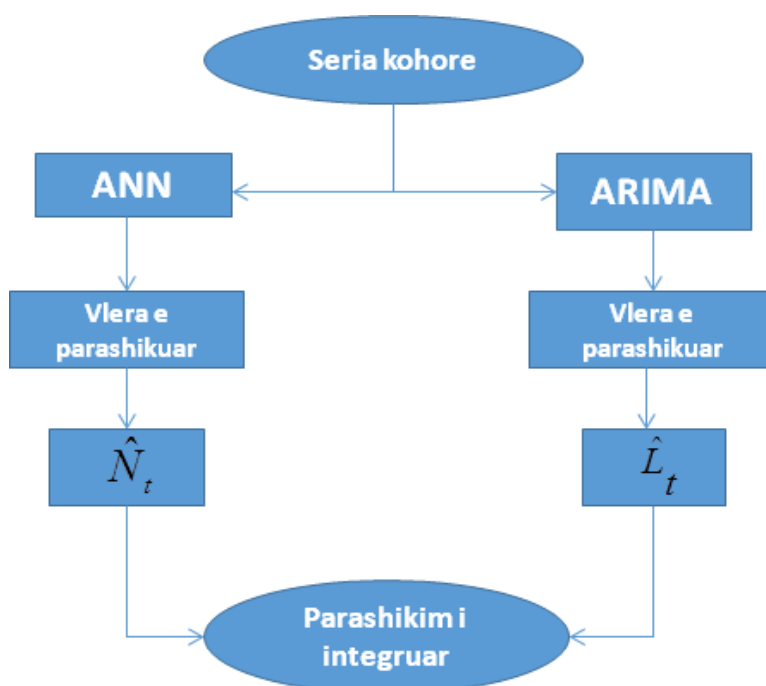 Seria kohore
ANN
ARIMA
Vlera e
parashikuar
Vlera e
parashikuar
N̂ₜ
L̂ₜ
Parashikim i
integruar